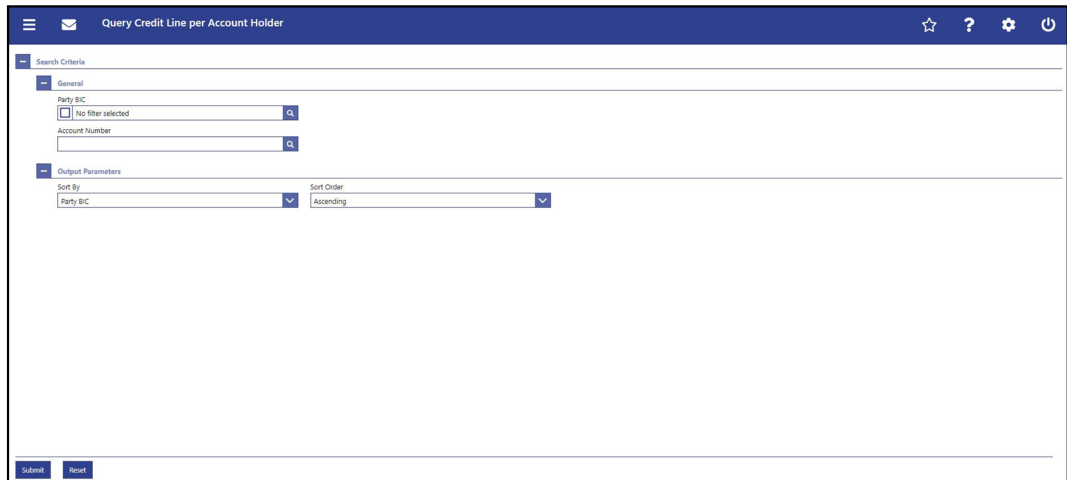 Query Credit Line per Account Holder
Search Criteria
General
Party BIC
No filter selected
Account Number
Output Parameters
Sort By Sort Order
Party BIC Ascending
Submit Reset